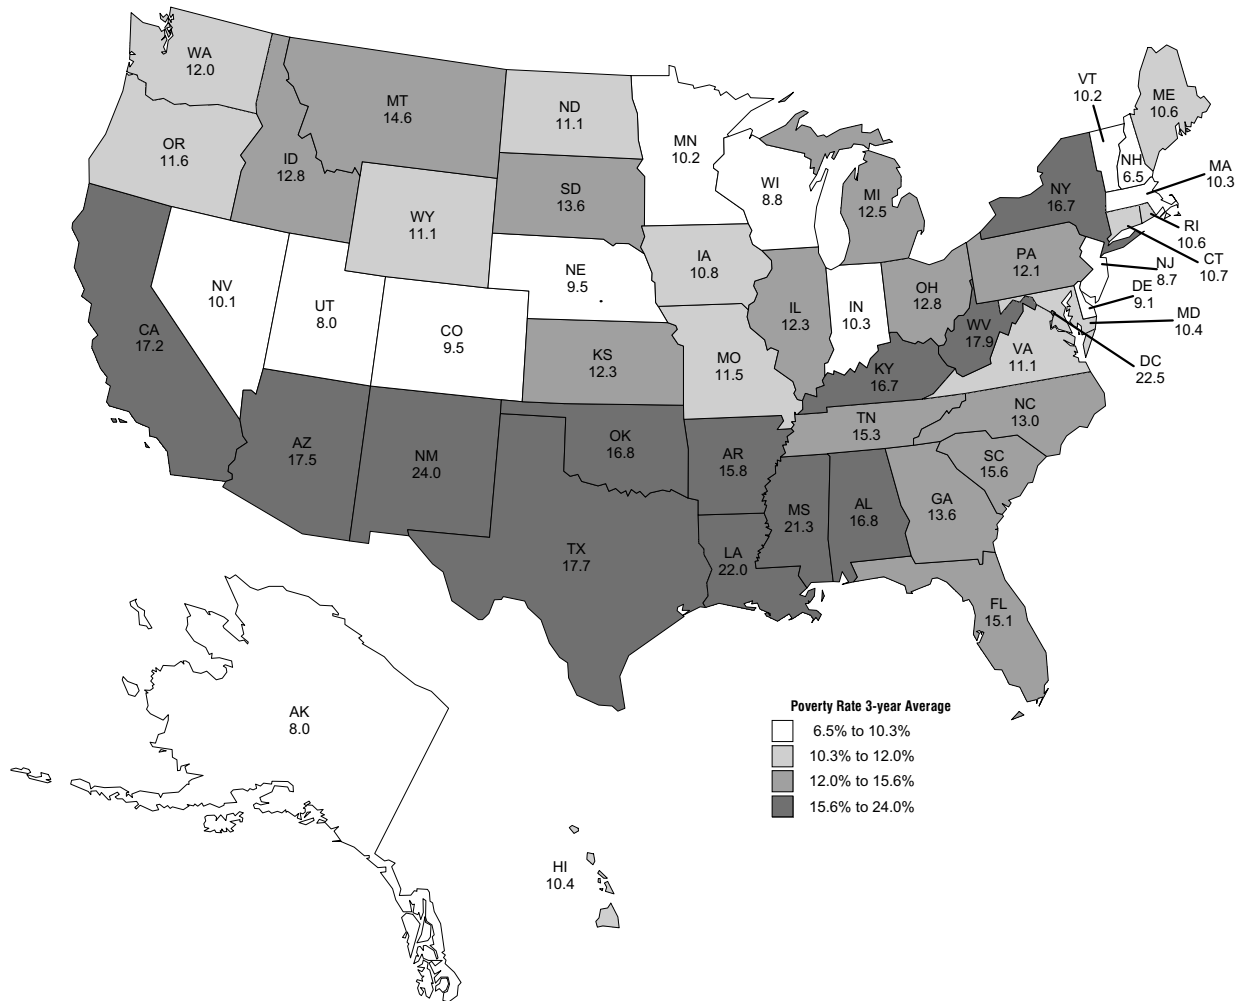 WA
12.0
MT
14.6
ND
11.1
MN
10.2
VT
10.2
ME
10.6
OR
11.6
ID
12.8
SD
13.6
WI
8.8
MI
12.5
NY
16.7
NH
6.5
MA
10.3
WY
11.1
RI
10.6
IA
10.8
PA
12.1
CT
10.7
NJ
8.7
NE
9.5
NV
10.1
UT
8.0
CO
9.5
IL
12.3
IN
10.3
OH
12.8
DE
9.1
MD
10.4
CA
17.2
KS
12.3
MO
11.5
KY
16.7
WV
17.9
VA
11.1
DC
22.5
AZ
17.5
NM
24.0
OK
16.8
AR
15.8
TN
15.3
NC
13.0
SC
15.6
MS
21.3
AL
16.8
GA
13.6
TX
17.7
LA
22.0
FL
15.1
AK
8.0
HI
10.4
Poverty Rate 3-year Average
6.5% to 10.3%
10.3% to 12.0%
12.0% to 15.6%
15.6% to 24.0%